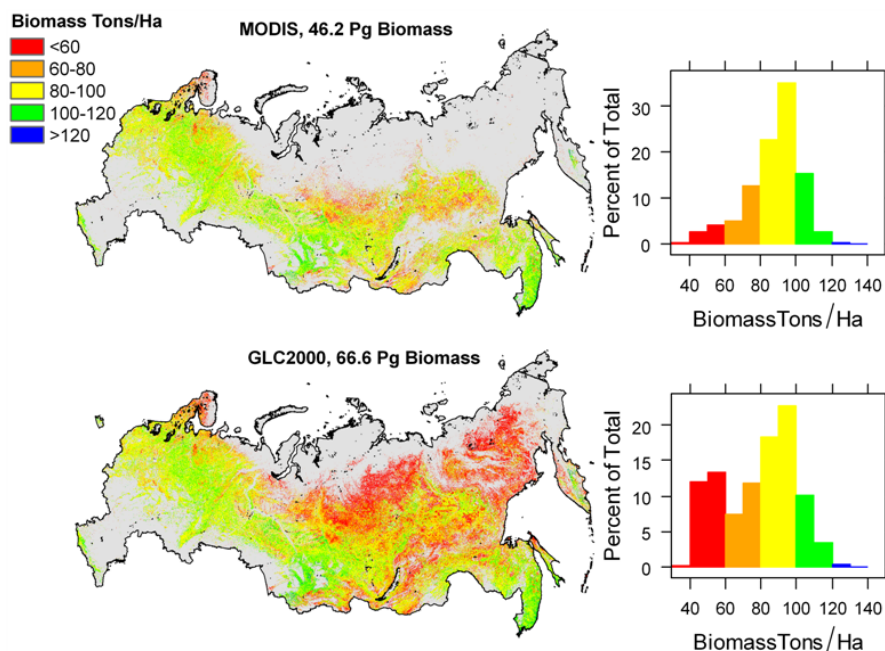 Biomass Tons/Ha
<60
60-80
80-100
100-120
>120
MODIS, 46.2 Pg Biomass
Percent of Total
30
20
10
0
40 60 80 100 120 140
BiomassTons/Ha
GLC2000, 66.6 Pg Biomass
Percent of Total
20
15
10
5
0
40 60 80 100 120 140
BiomassTons/Ha